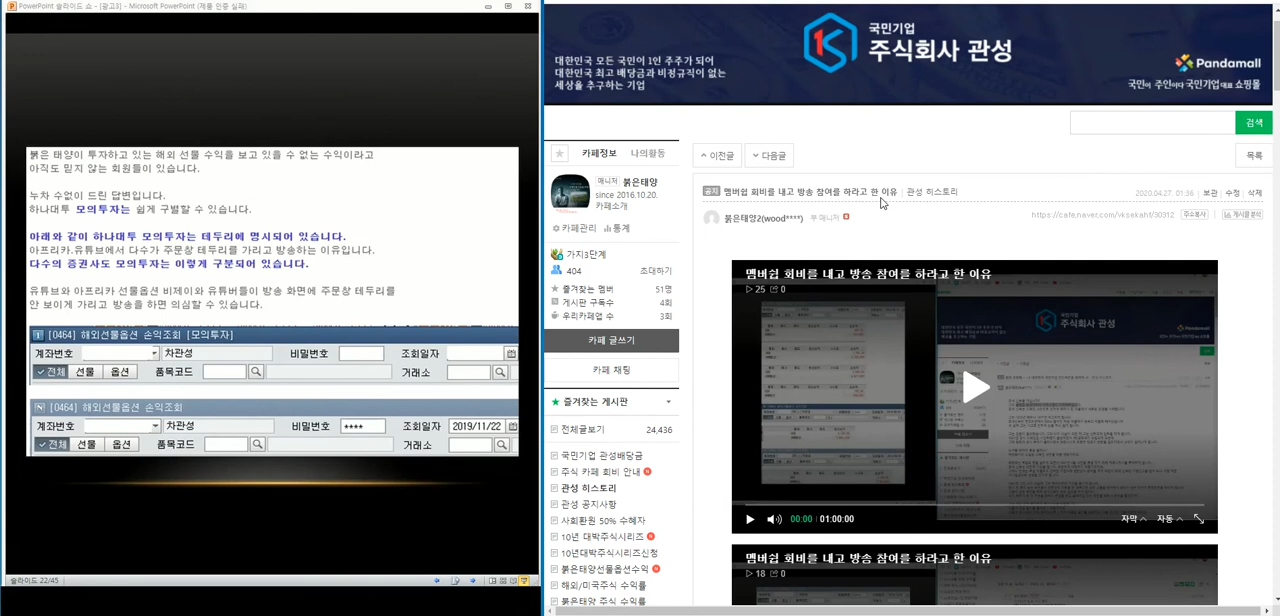 PowerPoint 슬라이드 쇼 - [광고3] - Microsoft PowerPoint (제품 인증 실패)
붉은 태양이 투자하고 있는 해외 선물 수익을 보고 있을 수 없는 수익이라고
아직도 믿지 않는 회원들이 있습니다.
누차 수없이 드린 답변입니다.
하나대투 모의투자는 쉽게 구별할 수 있습니다.
아래와 같이 하나대투 모의투자는 테두리에 명시되어 있습니다.
아프리카,유튜브에서 다수가 주문창 테두리를 가리고 방송하는 이유입니다.
다수의 증권사도 모의투자는 이렇게 구분되어 있습니다.
유튜브와 아프리카 선물옵션 비제이와 유튜버들이 방송 화면에 주문창 테두리를
안 보이게 가리고 방송을 하면 의심할 수 있습니다.
1 [0464] 해외선물옵션 손익조회 [모의투자]
계좌번호 차관성 비밀번호 조회일자
전체 선물 옵션 품목코드 거래소
N [0464] 해외선물옵션 손익조회
계좌번호 차관성 비밀번호 **** 조회일자 2019/11/22
전체 선물 옵션 품목코드 거래소
슬라이드 22/45
대한민국 모든 국민이 1인 주주가 되어
대한민국 최고 배당금과 비정규직이 없는
세상을 추구하는 기업
국민기업
주식회사 관성
Pandamall
국민이 주인이다 국민기업 대표 쇼핑몰
검색
카페정보 나의활동
매니저 붉은태양
since 2016.10.20.
카페소개
카페관리 통계
가지3단계
404 초대하기
즐겨찾는 멤버 51명
게시판 구독수 4회
우리카페앱 수 3회
카페 글쓰기
카페 채팅
즐겨찾는 게시판
전체글보기 24,436
국민기업 관성배당금
주식 카페 회비 안내
관성 히스토리
관성 공지사항
사회환원 50% 수혜자
10년 대박주식시리즈
10년대박주식시리즈신청
붉은태양선물옵션수익
해외/미국주식 수익률
붉은태양 주식 수익률
이전글 다음글 목록
공지 멤버쉽 회비를 내고 방송 참여를 하라고 한 이유 | 관성 히스토리
2020.04.27. 01:36 | 보관 | 수정 | 삭제
붉은태양2(wood****) 부매니저
https://cafe.naver.com/vksekaht/30312 주소복사 | 게시글 분석
멤버쉽 회비를 내고 방송 참여를 하라고 한 이유
25 0
국민기업
주식회사 관성
00:00 | 01:00:00
자막 자동
멤버쉽 회비를 내고 방송 참여를 하라고 한 이유
18 0